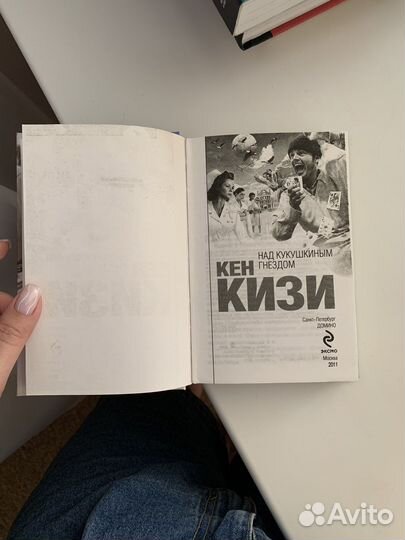 НАД КУКУШКИНЫМ
ГНЕЗДОМ
КЕН
КИЗИ
Санкт-Петербург
ДОМИНО
ЭКСМО
Москва
2011
Avito